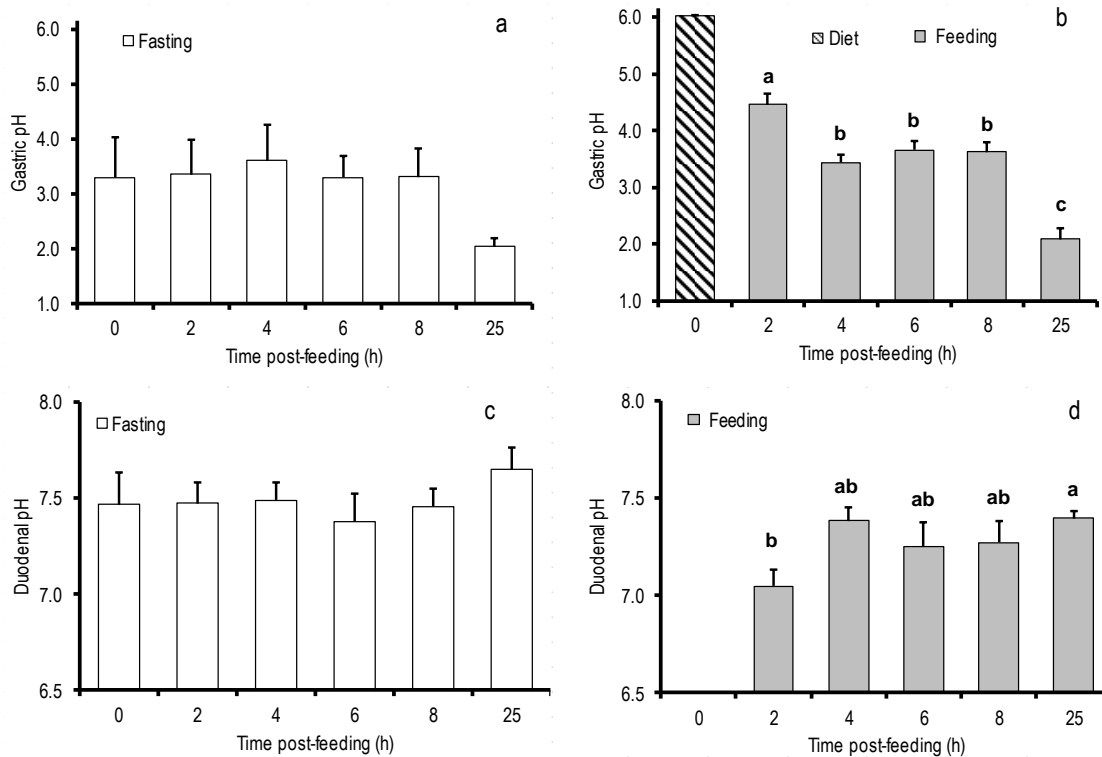 a
Fasting
6.0
5.0
4.0
3.0
2.0
1.0
Gastric pH
0 2 4 6 8 25
Time post-feeding (h)
b
Diet Feeding
6.0
5.0
4.0
3.0
2.0
1.0
Gastric pH
a
b
b
b
c
0 2 4 6 8 25
Time post-feeding (h)
c
Fasting
8.0
7.5
7.0
6.5
Duodenal pH
0 2 4 6 8 25
Time post-feeding (h)
d
Feeding
8.0
7.5
7.0
6.5
Duodenal pH
b
ab
ab
ab
a
0 2 4 6 8 25
Time post-feeding (h)